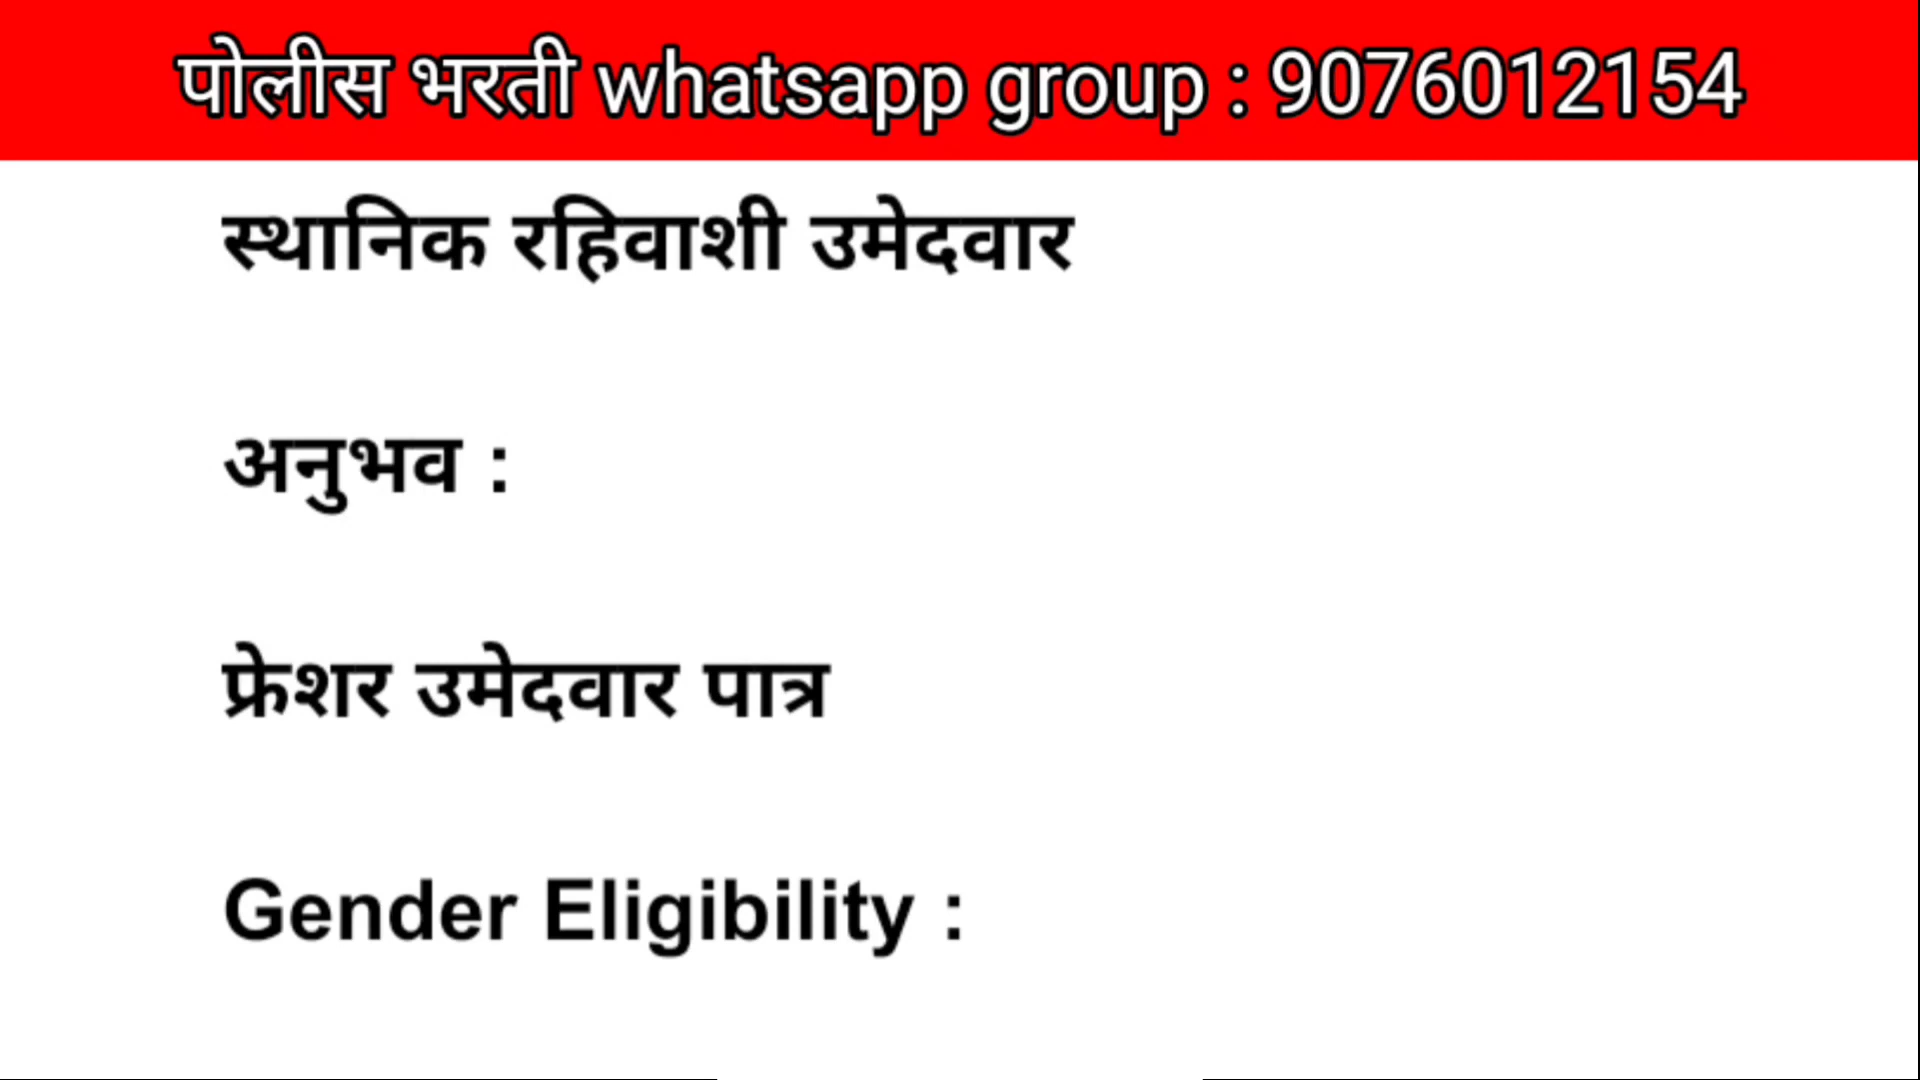 पोलीस भरती whatsapp group : 9076012154
स्थानिक रहिवाशी उमेदवार
अनुभव :
फ्रेशर उमेदवार पात्र
Gender Eligibility :